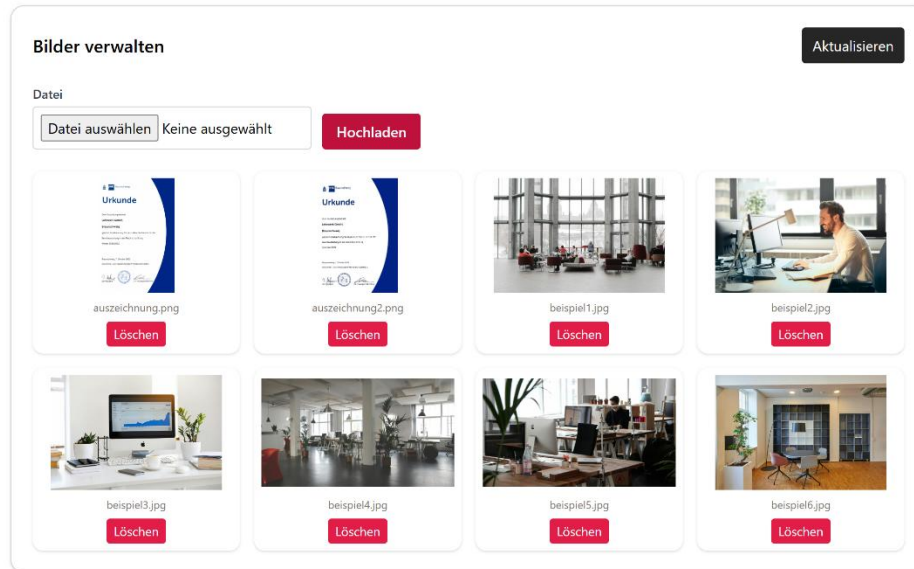 Bilder verwalten
Aktualisieren
Datei
Datei auswählen Keine ausgewählt
Hochladen
Urkunde
Urkunde
auszeichnung.png
auszeichnung2.png
beispiel1.jpg
beispiel2.jpg
Löschen
Löschen
Löschen
Löschen
beispiel3.jpg
beispiel4.jpg
beispiel5.jpg
beispiel6.jpg
Löschen
Löschen
Löschen
Löschen